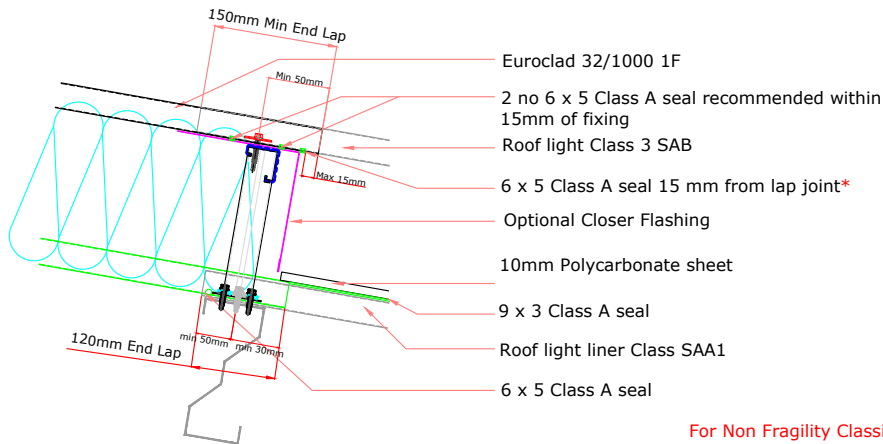 150mm Min End Lap
Min 50mm
Euroclad 32/1000 1F
2 no 6 x 5 Class A seal recommended within
15mm of fixing
Roof light Class 3 SAB
Max 15mm
6 x 5 Class A seal 15 mm from lap joint*
Optional Closer Flashing
10mm Polycarbonate sheet
9 x 3 Class A seal
min 50mm
min 30mm
120mm End Lap
Roof light liner Class SAA1
6 x 5 Class A seal
For Non Fragility Classi